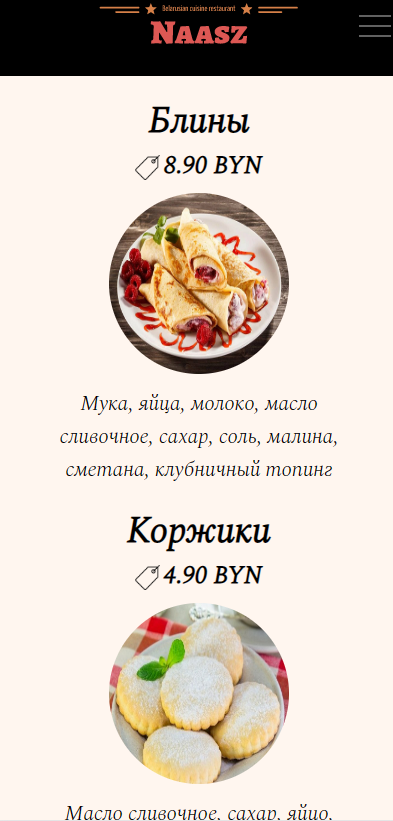 Belarusian cuisine restaurant
NAASZ
Блины
8.90 BYN
Мука, яйца, молоко, масло
сливочное, сахар, соль, малина,
сметана, клубничный топинг
Коржики
4.90 BYN
Масло сливочное, сахар, яйцо,